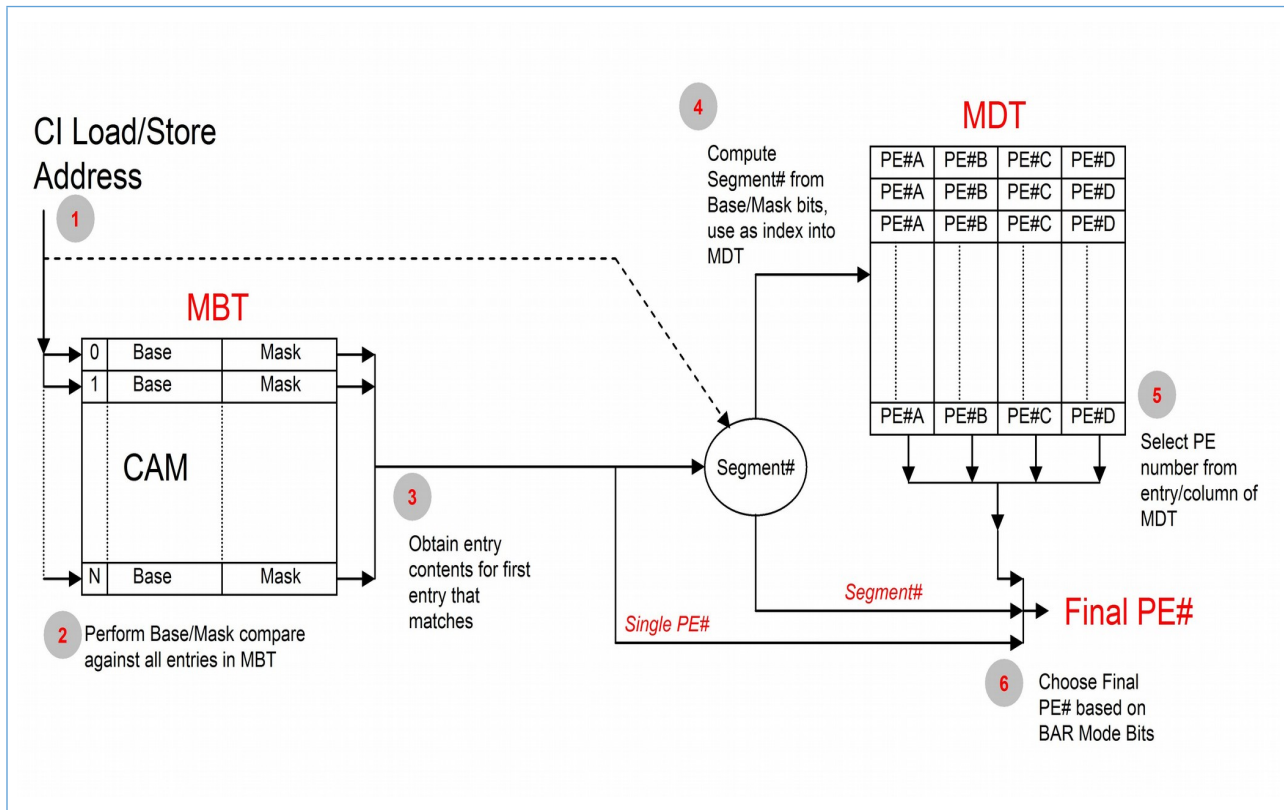 CI Load/Store
Address
1
MBT
0 Base Mask
1 Base Mask
CAM
N Base Mask
2
Perform Base/Mask compare
against all entries in MBT
3
Obtain entry
contents for first
entry that
matches
4
Compute
Segment# from
Base/Mask bits,
use as index into
MDT
Segment#
MDT
PE#A PE#B PE#C PE#D
PE#A PE#B PE#C PE#D
PE#A PE#B PE#C PE#D
PE#A PE#B PE#C PE#D
5
Select PE
number from
entry/column of
MDT
Segment#
Single PE#
Final PE#
6
Choose Final
PE# based on
BAR Mode Bits